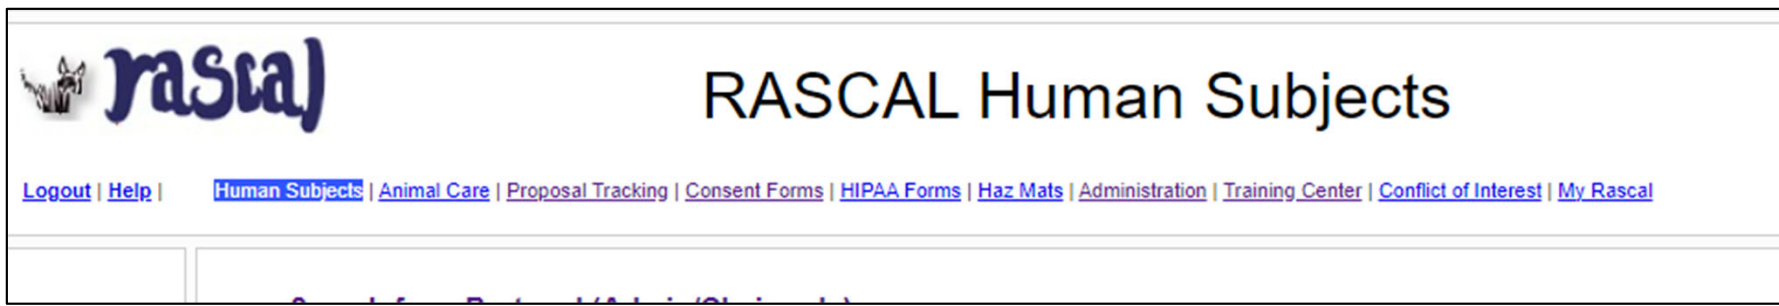 rascal
RASCAL Human Subjects
Logout | Help | Human Subjects | Animal Care | Proposal Tracking | Consent Forms | HIPAA Forms | Haz Mats | Administration | Training Center | Conflict of Interest | My Rascal